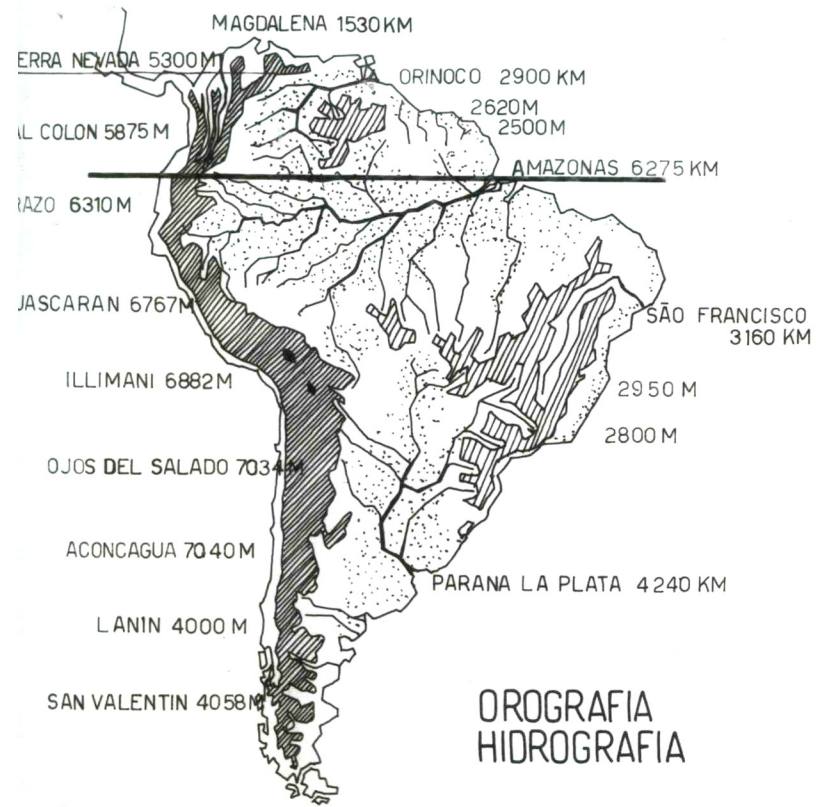 MAGDALENA 1530 KM
ERRA NEVADA 5300 M
ORINOCO 2900 KM
2620 M
2500 M
AL COLON 5875 M
AMAZONAS 6275 KM
RAZO 6310 M
UASCARAN 6767 M
SÃO FRANCISCO
3160 KM
ILLIMANI 6882 M
2950 M
2800 M
OJOS DEL SALADO 7034 M
ACONCAGUA 7040 M
PARANA LA PLATA 4240 KM
LANIN 4000 M
SAN VALENTIN 4058 M
OROGRAFIA
HIDROGRAFIA